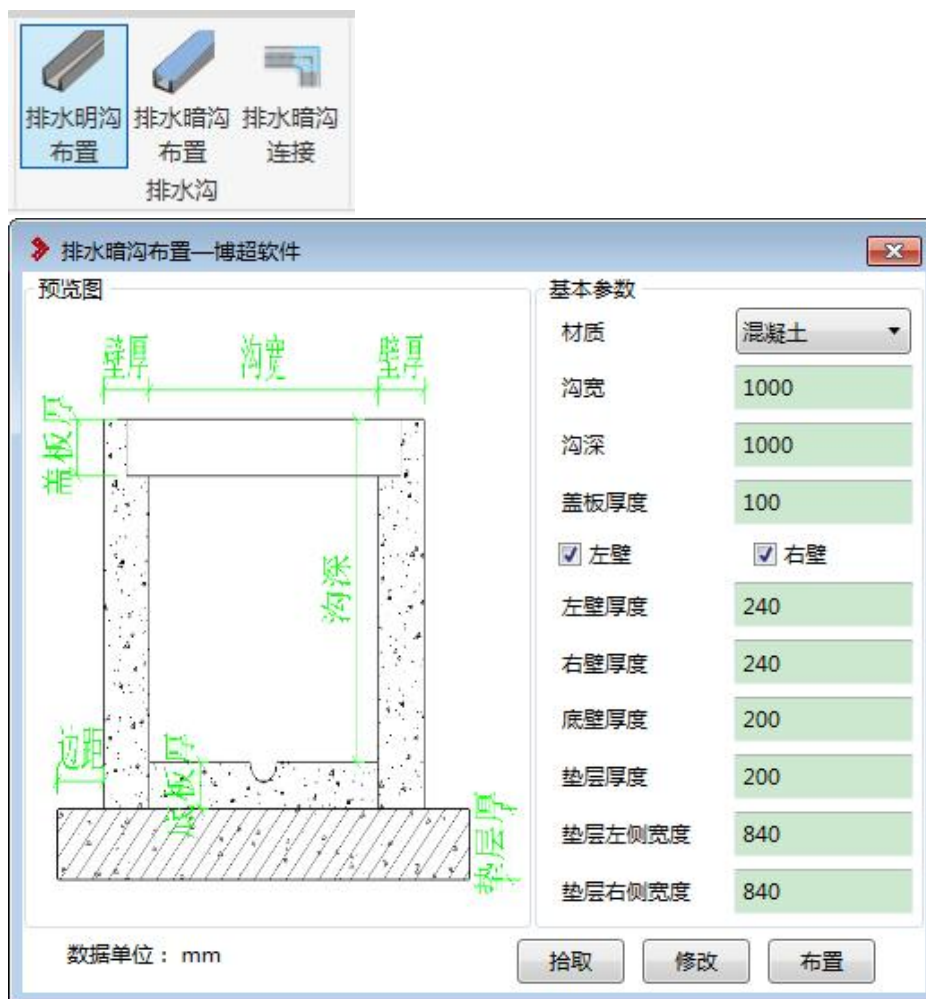 排水明沟 排水暗沟 排水暗沟
布置 布置 连接
排水沟
排水暗沟布置—博超软件
预览图
壁厚 沟宽 壁厚
盖板厚
沟深
边距
底板厚
垫层厚
基本参数
材质 混凝土
沟宽 1000
沟深 1000
盖板厚度 100
左壁 右壁
左壁厚度 240
右壁厚度 240
底壁厚度 200
垫层厚度 200
垫层左侧宽度 840
垫层右侧宽度 840
数据单位： mm
拾取 修改 布置